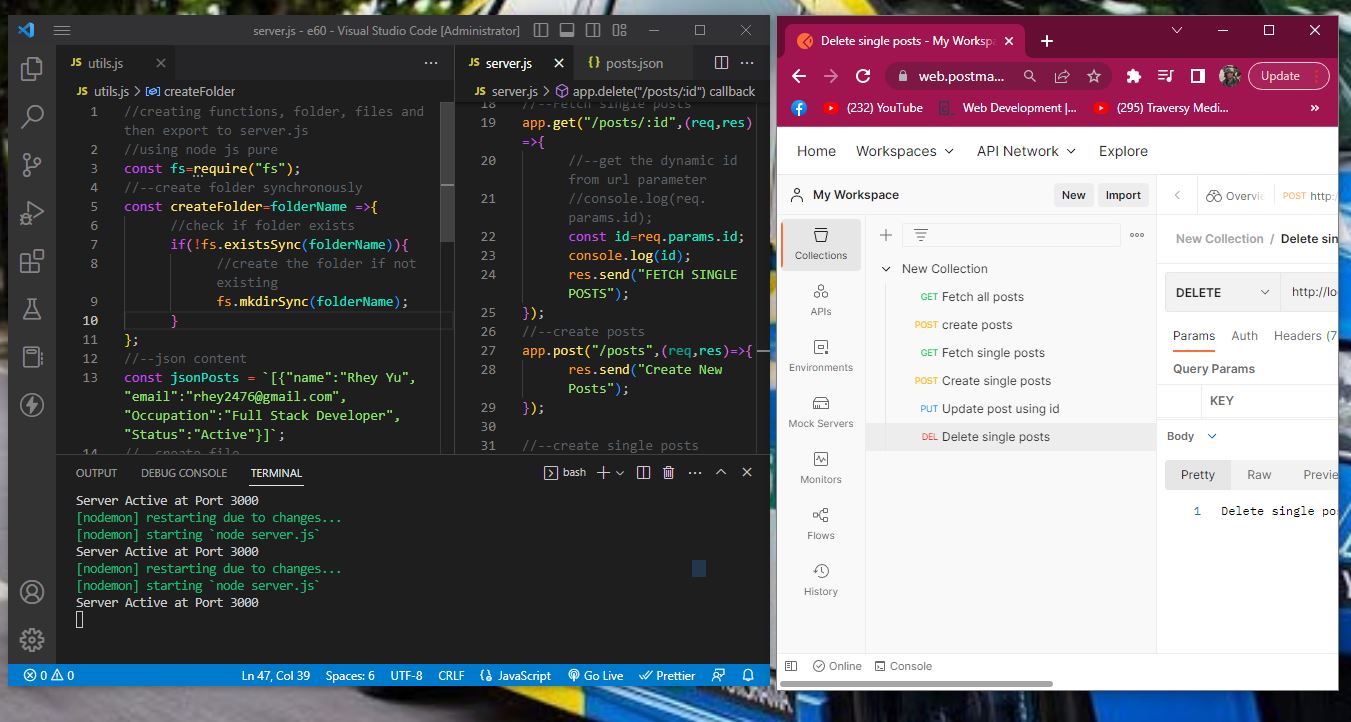 server.js - e60 - Visual Studio Code [Administrator]
JS utils.js
JS server.js
{} posts.json
JS utils.js > createFolder
JS server.js > app.delete("/posts/:id") callback
1 //creating functions, folder, files and
then export to server.js
2 //using node js pure
3 const fs=require("fs");
4 //--create folder synchronously
5 const createFolder=folderName =>{
6 //check if folder exists
7 if(!fs.existsSync(folderName)){
8 //create the folder if not
existing
9 fs.mkdirSync(folderName);
10 }
11 };
12 //--json content
13 const jsonPosts = `[{"name":"Rhey Yu",
"email":"rhey2476@gmail.com",
"Occupation":"Full Stack Developer",
"Status":"Active"}]`;
14 //--create file
18 //--Fetch single posts
19 app.get("/posts/:id",(req,res)
=>{
20 //--get the dynamic id
from url parameter
21 //console.log(req.
params.id);
22 const id=req.params.id;
23 console.log(id);
24 res.send("FETCH SINGLE
POSTS");
25 });
26 //--create posts
27 app.post("/posts",(req,res)=>{
28 res.send("Create New
Posts");
29 });
30
31 //--create single posts
OUTPUT DEBUG CONSOLE TERMINAL
bash
Server Active at Port 3000
[nodemon] restarting due to changes...
[nodemon] starting `node server.js`
Server Active at Port 3000
[nodemon] restarting due to changes...
[nodemon] starting `node server.js`
Server Active at Port 3000
0 0 Ln 47, Col 39 Spaces: 6 UTF-8 CRLF {} JavaScript Go Live Prettier
Delete single posts - My Workspa
web.postma...
Update
(232) YouTube
Web Development |...
(295) Traversy Medi...
Home Workspaces API Network Explore
My Workspace
New Import
Overvie
POST http:/
Collections
APIs
Environments
Mock Servers
Monitors
Flows
History
New Collection
GET Fetch all posts
POST create posts
GET Fetch single posts
POST Create single posts
PUT Update post using id
DEL Delete single posts
New Collection / Delete sin
DELETE
http://lo
Params Auth Headers (7
Query Params
KEY
Body
Pretty Raw Previe
1 Delete single po
Online Console